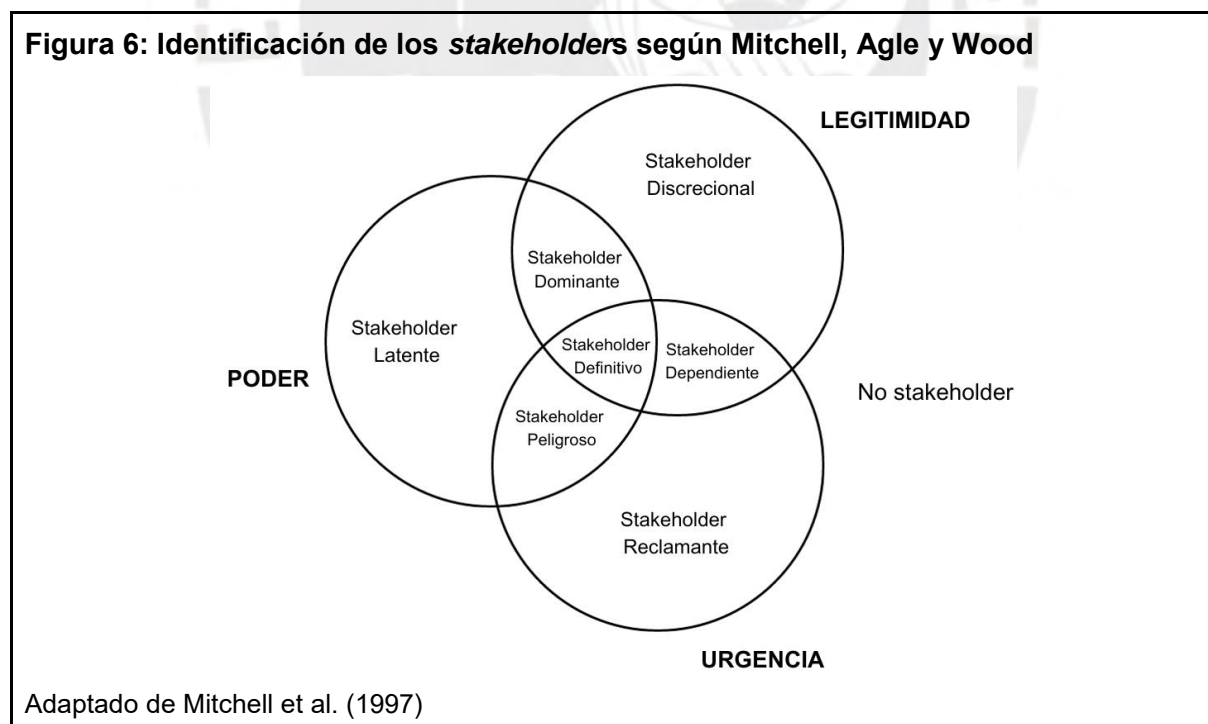 Figura 6: Identificación de los stakeholders según Mitchell, Agle y Wood
LEGITIMIDAD
Stakeholder
Discrecional
Stakeholder
Dominante
Stakeholder
Latente
Stakeholder
Definitivo
Stakeholder
Dependiente
PODER
No stakeholder
Stakeholder
Peligroso
Stakeholder
Reclamante
URGENCIA
Adaptado de Mitchell et al. (1997)